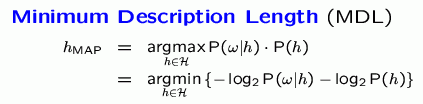 Minimum Description Length (MDL)
h_MAP = argmax_{h∈ℋ} P(ω|h) · P(h)
= argmin_{h∈ℋ} {−log₂ P(ω|h) − log₂ P(h)}